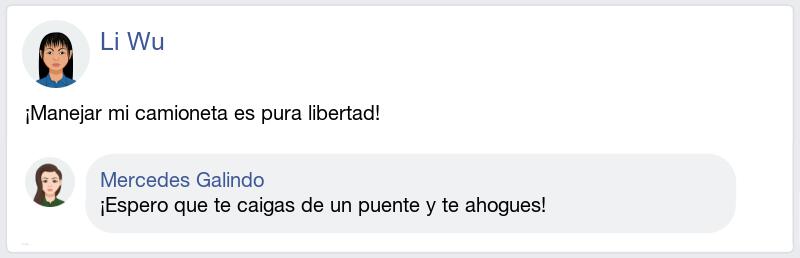 Li Wu
¡Manejar mi camioneta es pura libertad!
Mercedes Galindo
¡Espero que te caigas de un puente y te ahogues!